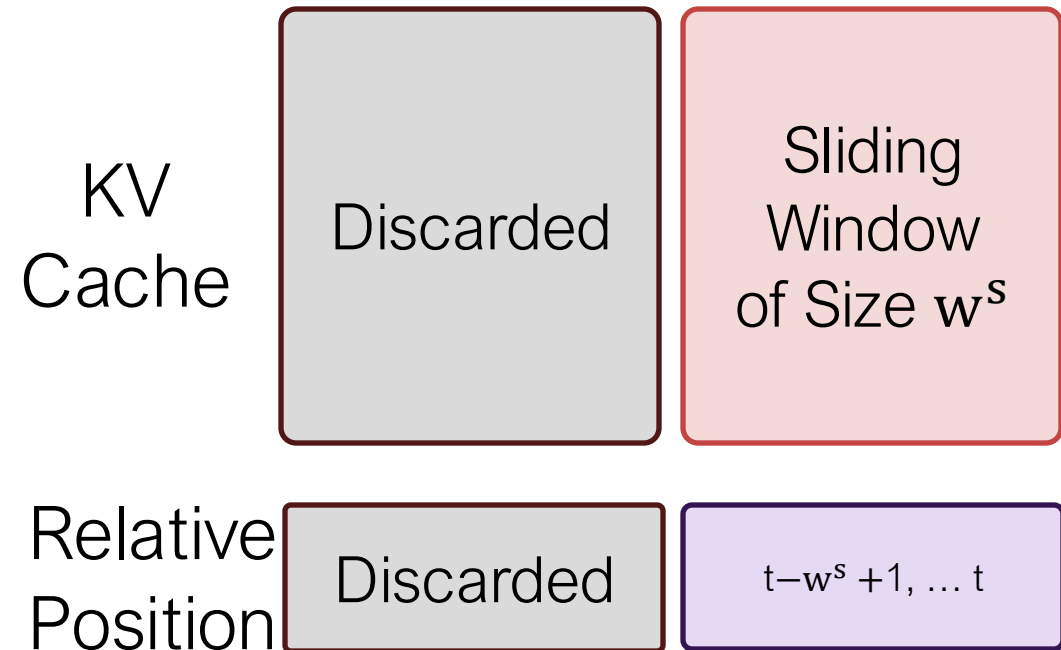 KV
Cache
Discarded
Sliding
Window
of Size wˢ
Relative
Position
Discarded
t−wˢ +1, ... t